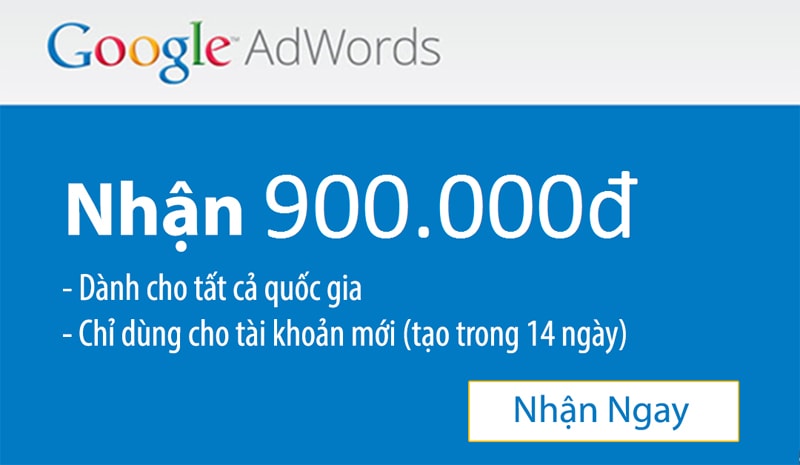 Google™ AdWords
Nhận 900.000đ
- Dành cho tất cả quốc gia
- Chỉ dùng cho tài khoản mới (tạo trong 14 ngày)
Nhận Ngay